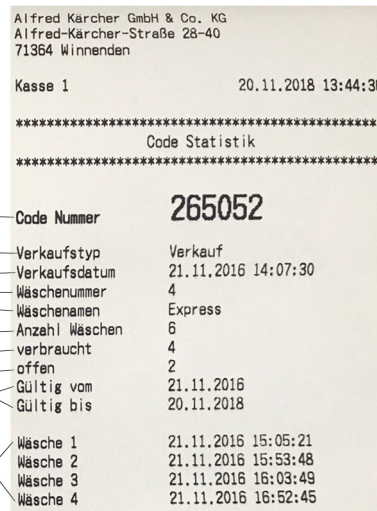 Alfred Kärcher GmbH & Co. KG
Alfred-Kärcher-Straße 28-40
71364 Winnenden
Kasse 1 20.11.2018 13:44:30
************************************************
Code Statistik
************************************************
Code Nummer 265052
Verkaufstyp Verkauf
Verkaufsdatum 21.11.2016 14:07:30
Wäschenummer 4
Wäschenamen Express
Anzahl Wäschen 6
verbraucht 4
offen 2
Gültig vom 21.11.2016
Gültig bis 20.11.2018
Wäsche 1 21.11.2016 15:05:21
Wäsche 2 21.11.2016 15:53:48
Wäsche 3 21.11.2016 16:03:49
Wäsche 4 21.11.2016 16:52:45